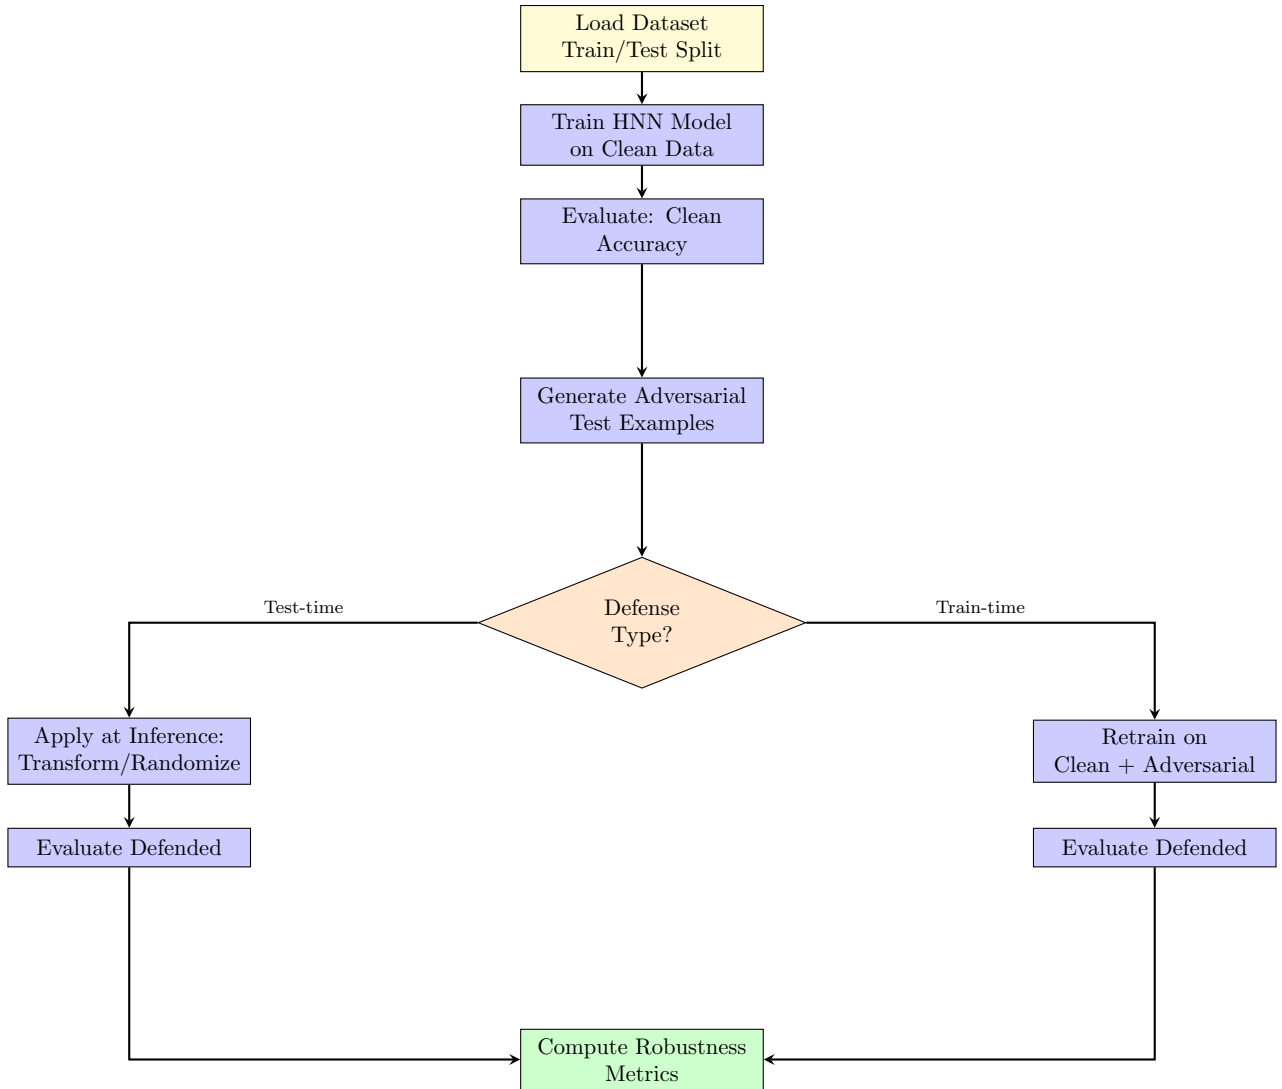 Load Dataset
Train/Test Split
Train HNN Model
on Clean Data
Evaluate: Clean
Accuracy
Generate Adversarial
Test Examples
Defense
Type?
Test-time
Train-time
Apply at Inference:
Transform/Randomize
Retrain on
Clean + Adversarial
Evaluate Defended
Evaluate Defended
Compute Robustness
Metrics